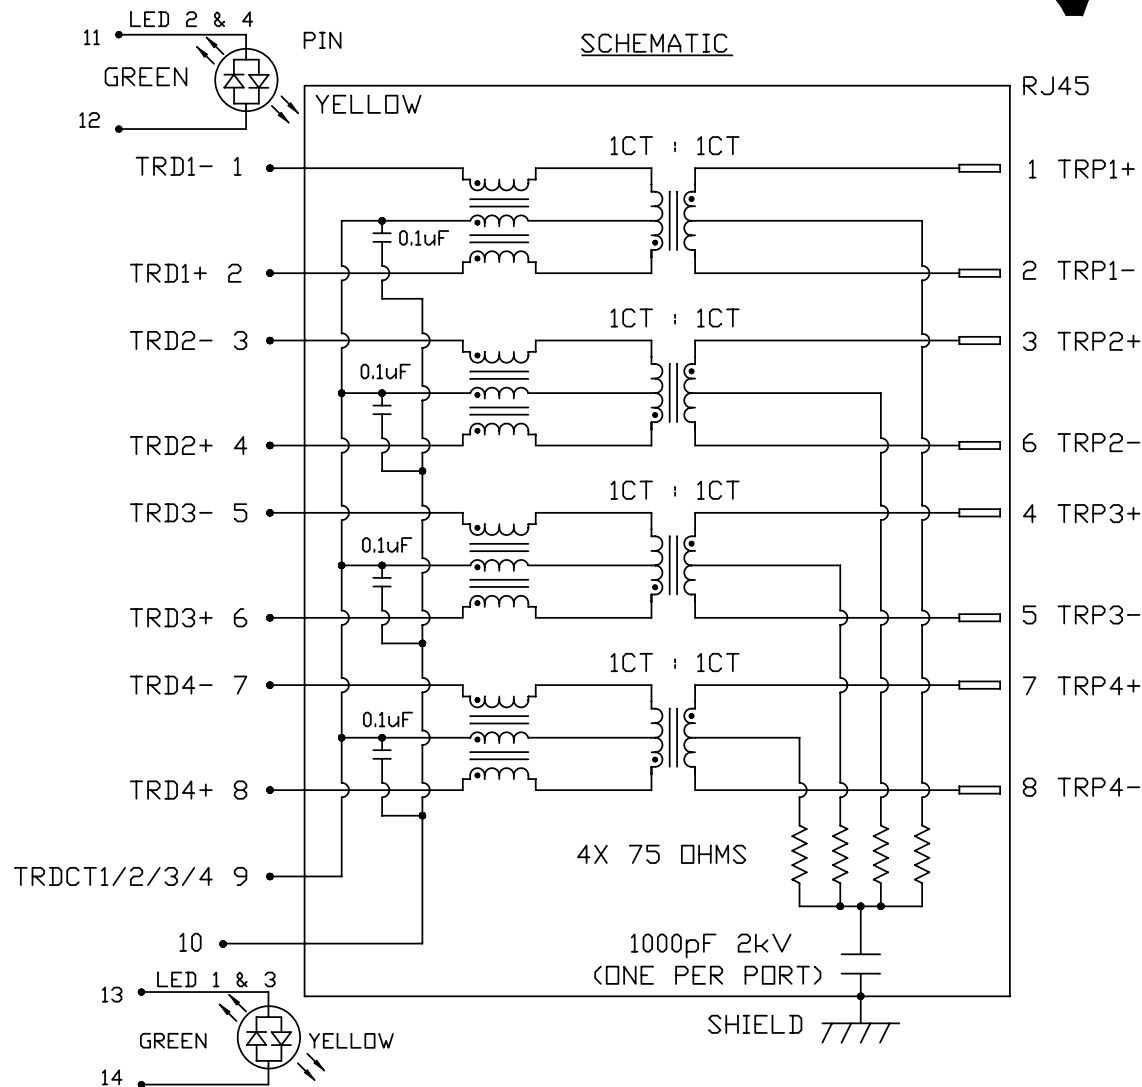 LED 2 & 4
11
PIN
SCHEMATIC
GREEN
RJ45
YELLOW
12
1CT : 1CT
TRD1- 1
1 TRP1+
0.1uF
TRD1+ 2
2 TRP1-
1CT : 1CT
TRD2- 3
3 TRP2+
0.1uF
TRD2+ 4
6 TRP2-
1CT : 1CT
TRD3- 5
4 TRP3+
0.1uF
TRD3+ 6
5 TRP3-
1CT : 1CT
TRD4- 7
7 TRP4+
0.1uF
TRD4+ 8
8 TRP4-
4X 75 OHMS
TRDCT1/2/3/4 9
10
1000pF 2kV
(ONE PER PORT)
LED 1 & 3
13
SHIELD
GREEN
YELLOW
14